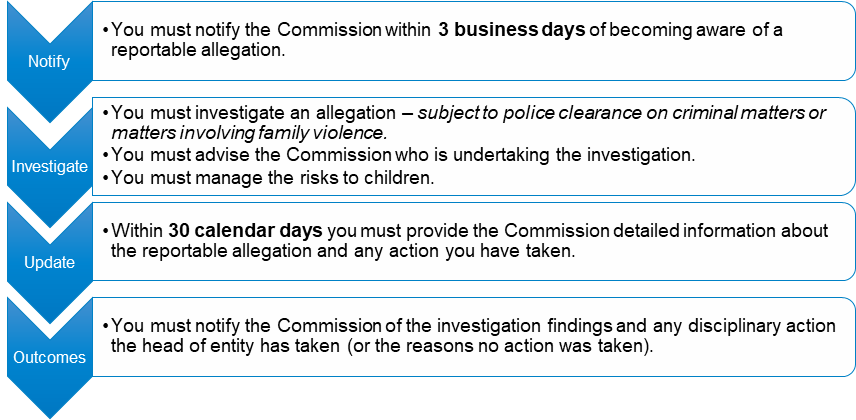 Notify
•You must notify the Commission within 3 business days of becoming aware of a
reportable allegation.
Investigate
•You must investigate an allegation – subject to police clearance on criminal matters or
matters involving family violence.
•You must advise the Commission who is undertaking the investigation.
•You must manage the risks to children.
Update
•Within 30 calendar days you must provide the Commission detailed information about
the reportable allegation and any action you have taken.
Outcomes
•You must notify the Commission of the investigation findings and any disciplinary action
the head of entity has taken (or the reasons no action was taken).